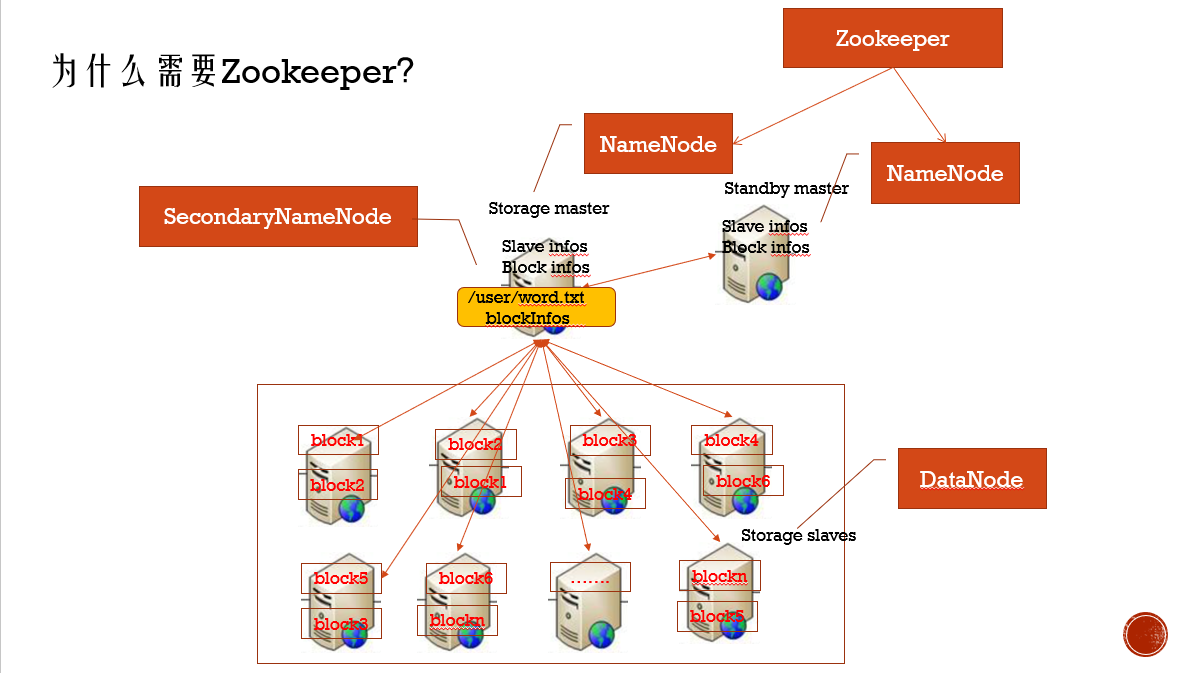 为什么需要Zookeeper?
Zookeeper
NameNode
NameNode
Standby master
SecondaryNameNode
Storage master
Slave infos
Block infos
Slave infos
Block infos
/user/word.txt
blockInfos
block1
block2
block2
block1
block3
block4
block4
block6
DataNode
Storage slaves
block5
block3
block6
blockn
.......
blockn
block5